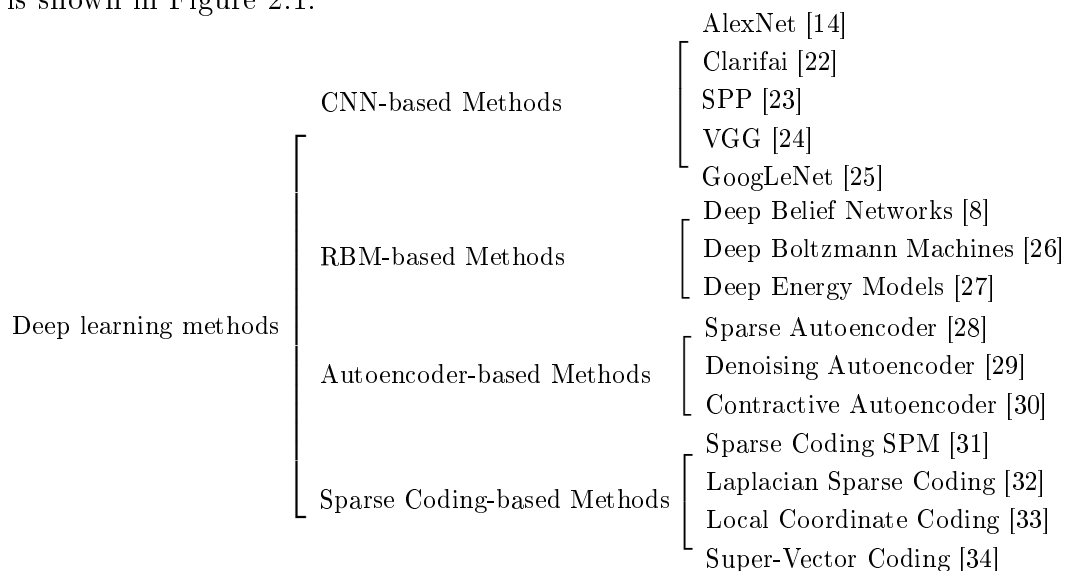 is shown in Figure 2.1.
Deep learning methods
CNN-based Methods
AlexNet [14]
Clarifai [22]
SPP [23]
VGG [24]
GoogLeNet [25]
RBM-based Methods
Deep Belief Networks [8]
Deep Boltzmann Machines [26]
Deep Energy Models [27]
Autoencoder-based Methods
Sparse Autoencoder [28]
Denoising Autoencoder [29]
Contractive Autoencoder [30]
Sparse Coding-based Methods
Sparse Coding SPM [31]
Laplacian Sparse Coding [32]
Local Coordinate Coding [33]
Super-Vector Coding [34]